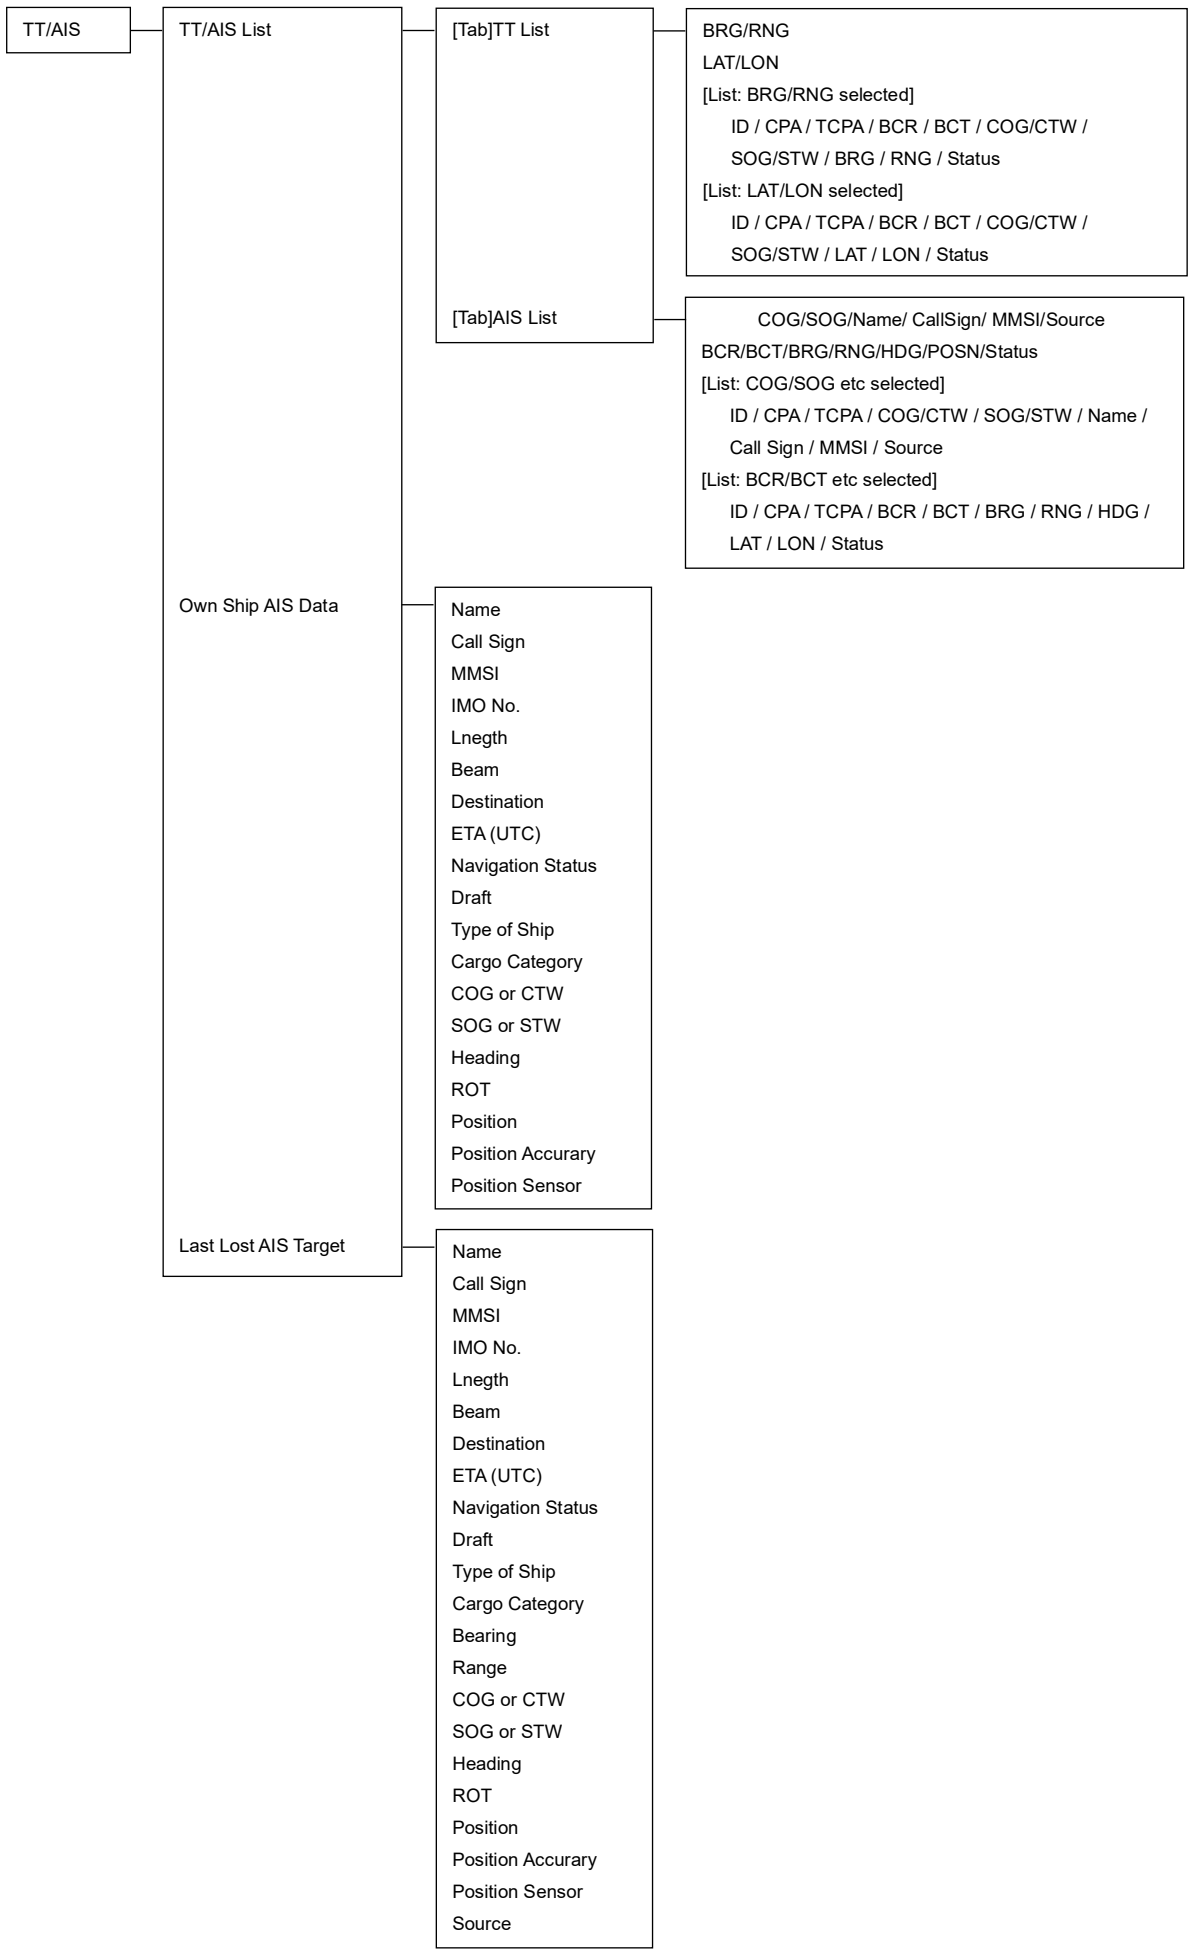 TT/AIS
TT/AIS List
[Tab]TT List
BRG/RNG
LAT/LON
[List: BRG/RNG selected]
ID / CPA / TCPA / BCR / BCT / COG/CTW /
SOG/STW / BRG / RNG / Status
[List: LAT/LON selected]
ID / CPA / TCPA / BCR / BCT / COG/CTW /
SOG/STW / LAT / LON / Status
[Tab]AIS List
COG/SOG/Name/ CallSign/ MMSI/Source
BCR/BCT/BRG/RNG/HDG/POSN/Status
[List: COG/SOG etc selected]
ID / CPA / TCPA / COG/CTW / SOG/STW / Name /
Call Sign / MMSI / Source
[List: BCR/BCT etc selected]
ID / CPA / TCPA / BCR / BCT / BRG / RNG / HDG /
LAT / LON / Status
Own Ship AIS Data
Name
Call Sign
MMSI
IMO No.
Lnegth
Beam
Destination
ETA (UTC)
Navigation Status
Draft
Type of Ship
Cargo Category
COG or CTW
SOG or STW
Heading
ROT
Position
Position Accurary
Position Sensor
Last Lost AIS Target
Name
Call Sign
MMSI
IMO No.
Lnegth
Beam
Destination
ETA (UTC)
Navigation Status
Draft
Type of Ship
Cargo Category
Bearing
Range
COG or CTW
SOG or STW
Heading
ROT
Position
Position Accurary
Position Sensor
Source